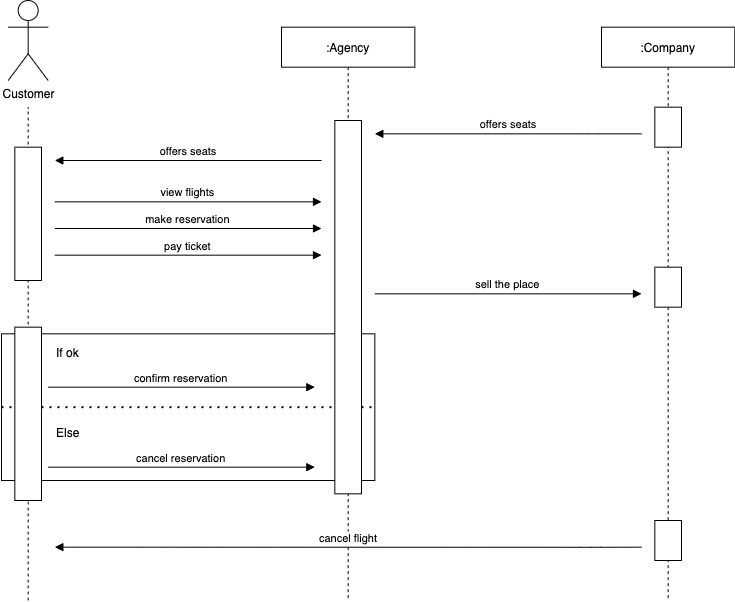 :Agency
:Company
Customer
offers seats
offers seats
view flights
make reservation
pay ticket
sell the place
If ok
confirm reservation
Else
cancel reservation
cancel flight